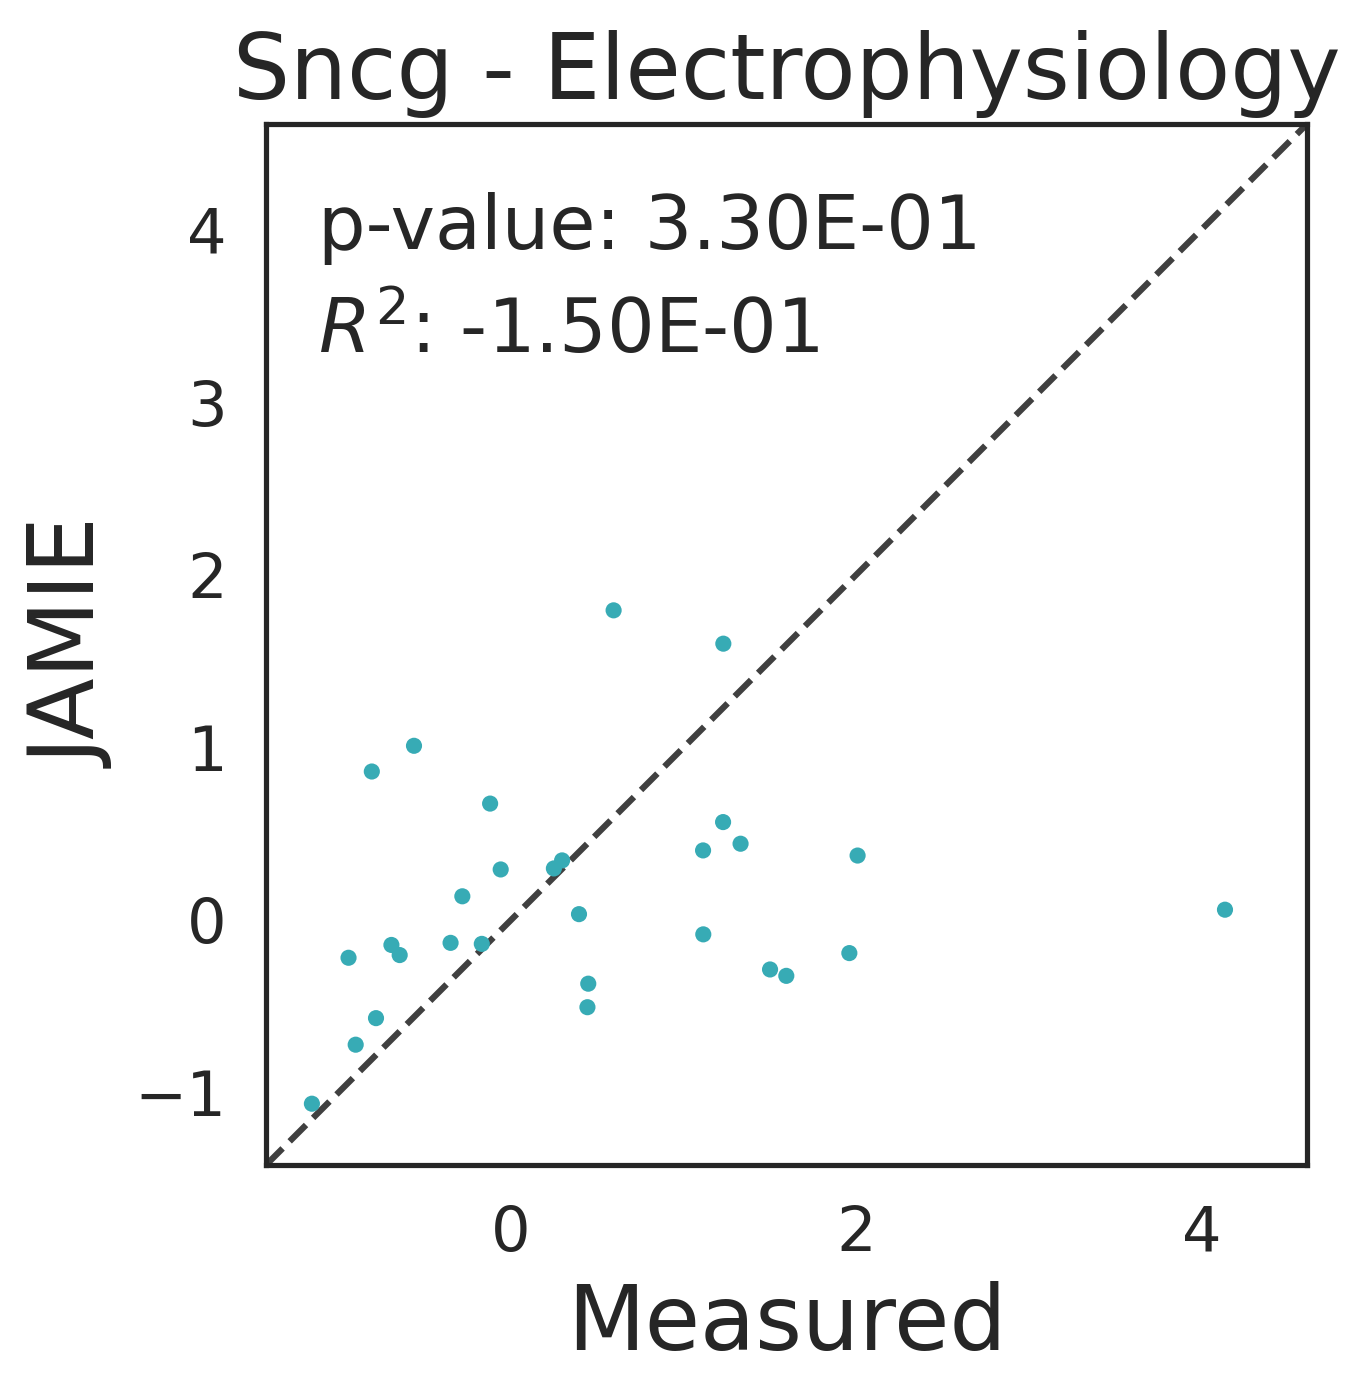 Sncg - Electrophysiology
p-value: 3.30E-01
R²: -1.50E-01
4
3
2
1
0
−1
JAMIE
0 2 4
Measured